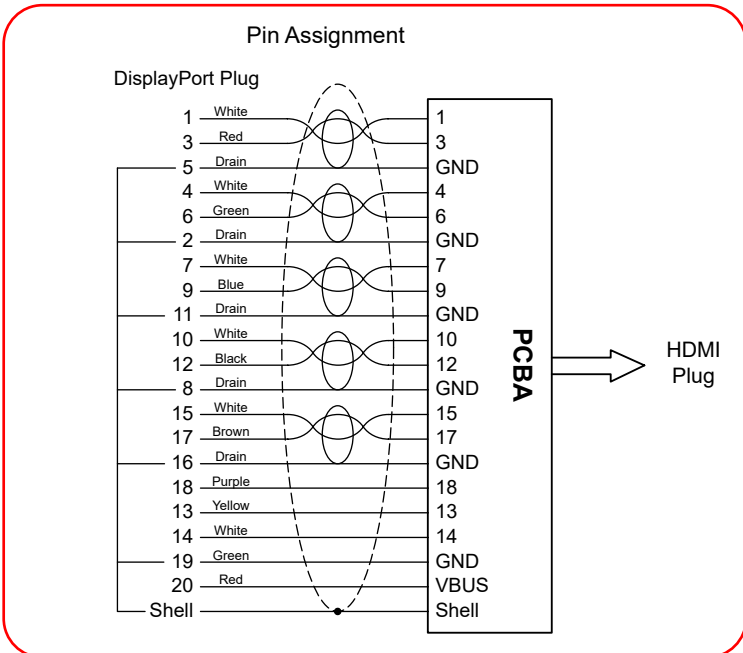 Pin Assignment
DisplayPort Plug
1 White 1
3 Red 3
5 Drain GND
4 White 4
6 Green 6
2 Drain GND
7 White 7
9 Blue 9
11 Drain GND
10 White 10
12 Black 12
8 Drain GND
15 White 15
17 Brown 17
16 Drain GND
18 Purple 18
13 Yellow 13
14 White 14
19 Green GND
20 Red VBUS
Shell Shell
PCBA
HDMI
Plug